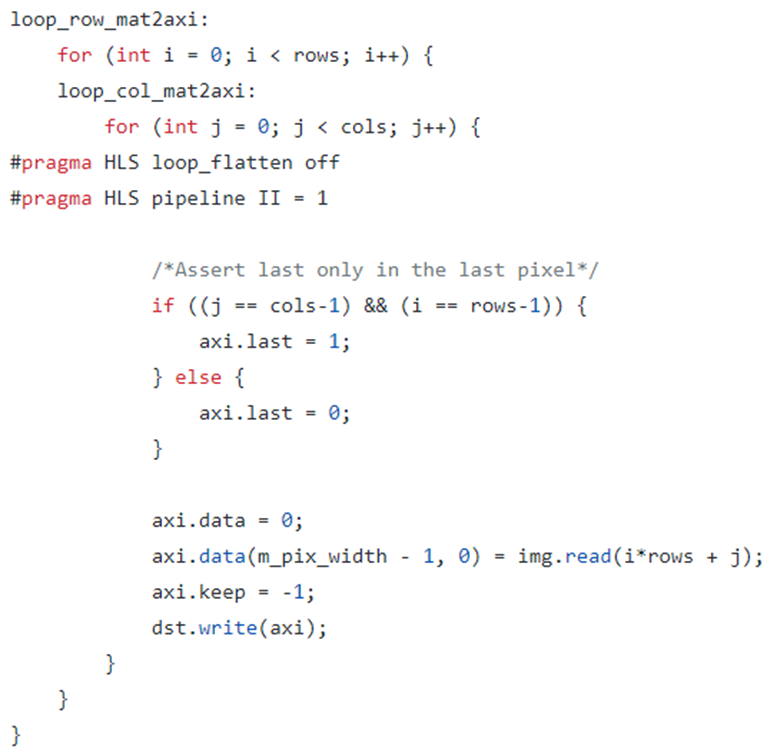 loop_row_mat2axi:
    for (int i = 0; i < rows; i++) {
    loop_col_mat2axi:
        for (int j = 0; j < cols; j++) {
#pragma HLS loop_flatten off
#pragma HLS pipeline II = 1

            /*Assert last only in the last pixel*/
            if ((j == cols-1) && (i == rows-1)) {
                axi.last = 1;
            } else {
                axi.last = 0;
            }

            axi.data = 0;
            axi.data(m_pix_width - 1, 0) = img.read(i*rows + j);
            axi.keep = -1;
            dst.write(axi);
        }
    }
}